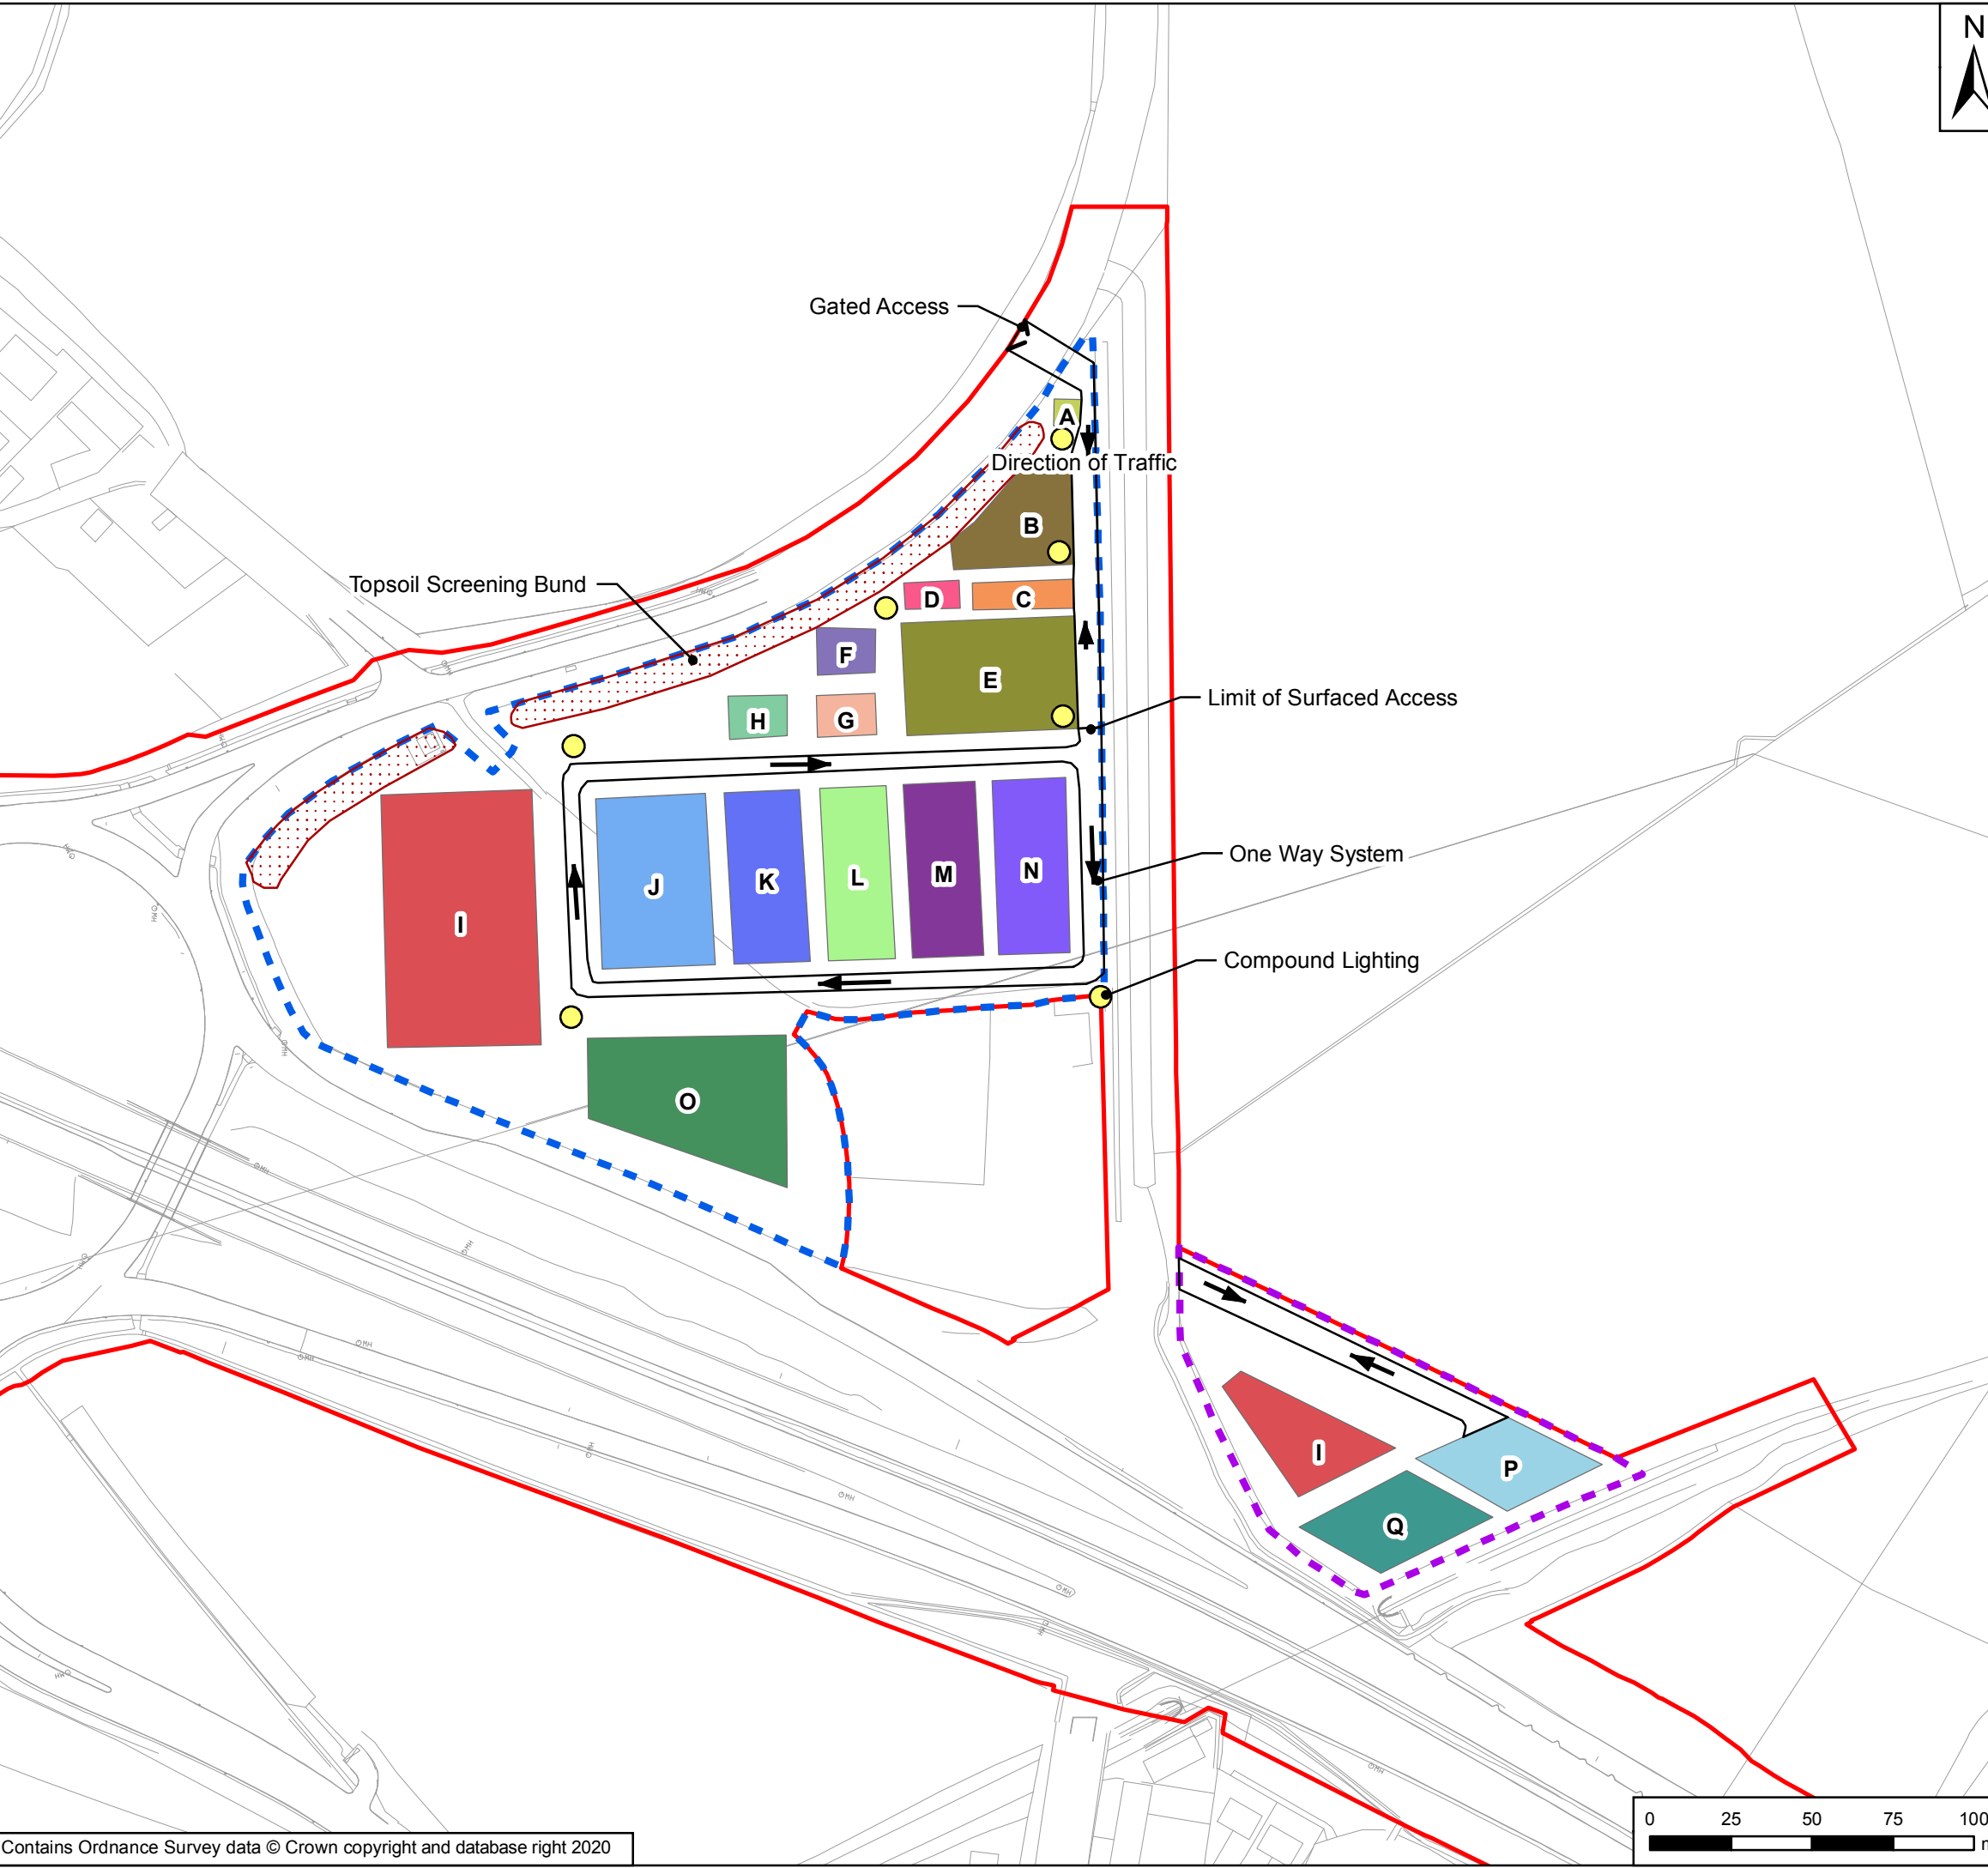 N
Gated Access
A
Direction of Traffic
B
Topsoil Screening Bund
D
C
F
E
H
G
Limit of Surfaced Access
One Way System
J
K
L
M
N
I
Compound Lighting
O
I
P
Q
0 25 50 75 100
Contains Ordnance Survey data © Crown copyright and database right 2020